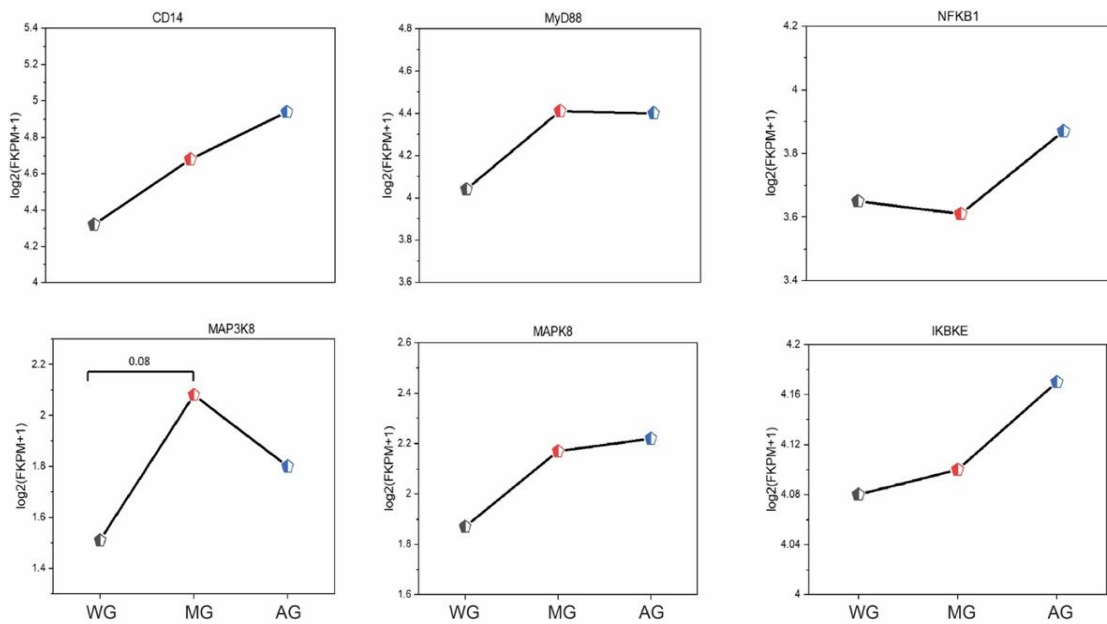 CD14
5.4
5.2
5
4.8
4.6
4.4
4.2
4
log2(FKPM+1)
MyD88
4.8
4.6
4.4
4.2
4
3.8
3.6
log2(FKPM+1)
NFKB1
4.2
4
3.8
3.6
3.4
log2(FKPM+1)
MAP3K8
0.08
2.2
2
1.8
1.6
1.4
log2(FKPM+1)
WG MG AG
MAPK8
2.6
2.4
2.2
2
1.8
1.6
log2(FKPM+1)
WG MG AG
IKBKE
4.2
4.16
4.12
4.08
4.04
4
log2(FKPM+1)
WG MG AG